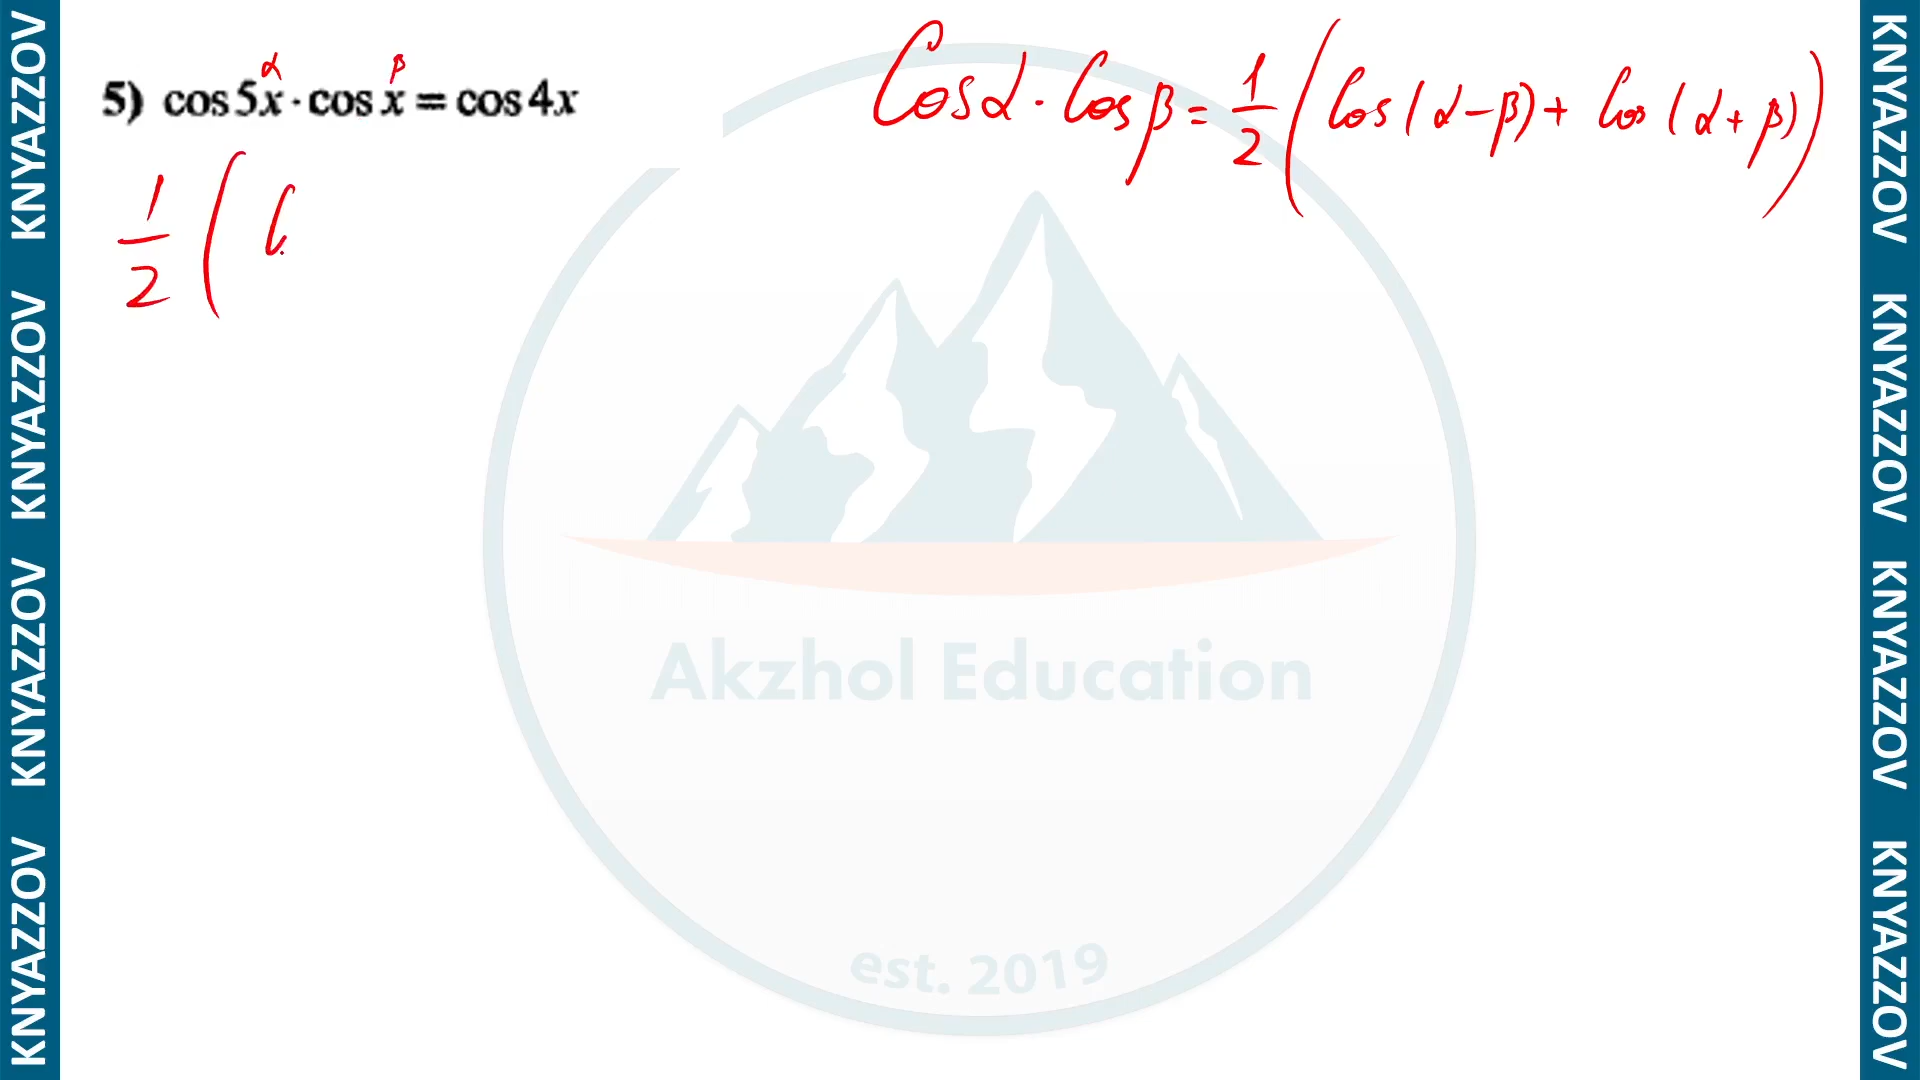 5) cos 5x · cos x = cos 4x
α β
Cosα · Cosβ = 1/2 (Cos(α-β) + Cos(α+β))
1/2 (
Akzhol Education
est. 2019
KNYAZZOV KNYAZZOV KNYAZZOV KNYAZZOV
KNYAZZOV KNYAZZOV KNYAZZOV KNYAZZOV